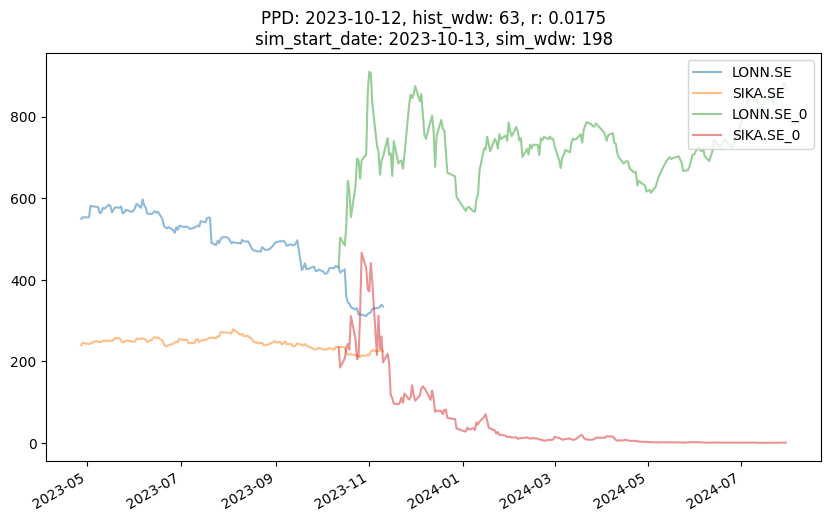 PPD: 2023-10-12, hist_wdw: 63, r: 0.0175
sim_start_date: 2023-10-13, sim_wdw: 198
LONN.SE
SIKA.SE
LONN.SE_0
SIKA.SE_0
800
600
400
200
0
2023-05
2023-07
2023-09
2023-11
2024-01
2024-03
2024-05
2024-07